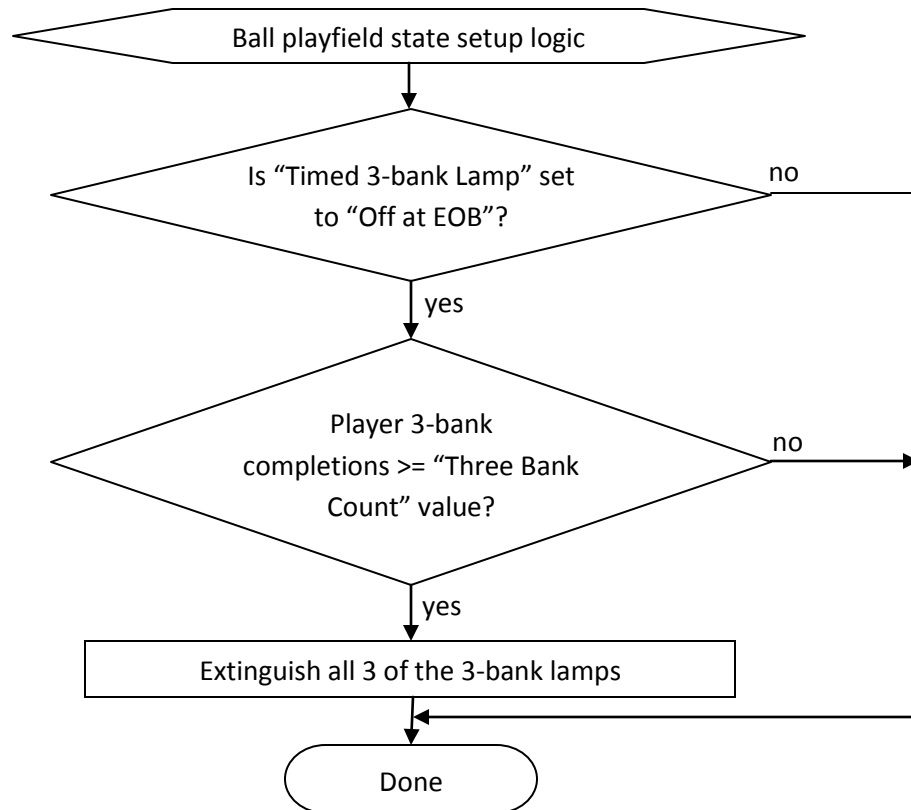 Ball playfield state setup logic
Is “Timed 3-bank Lamp” set
to “Off at EOB”?
no
yes
Player 3-bank
completions >= “Three Bank
Count” value?
no
yes
Extinguish all 3 of the 3-bank lamps
Done